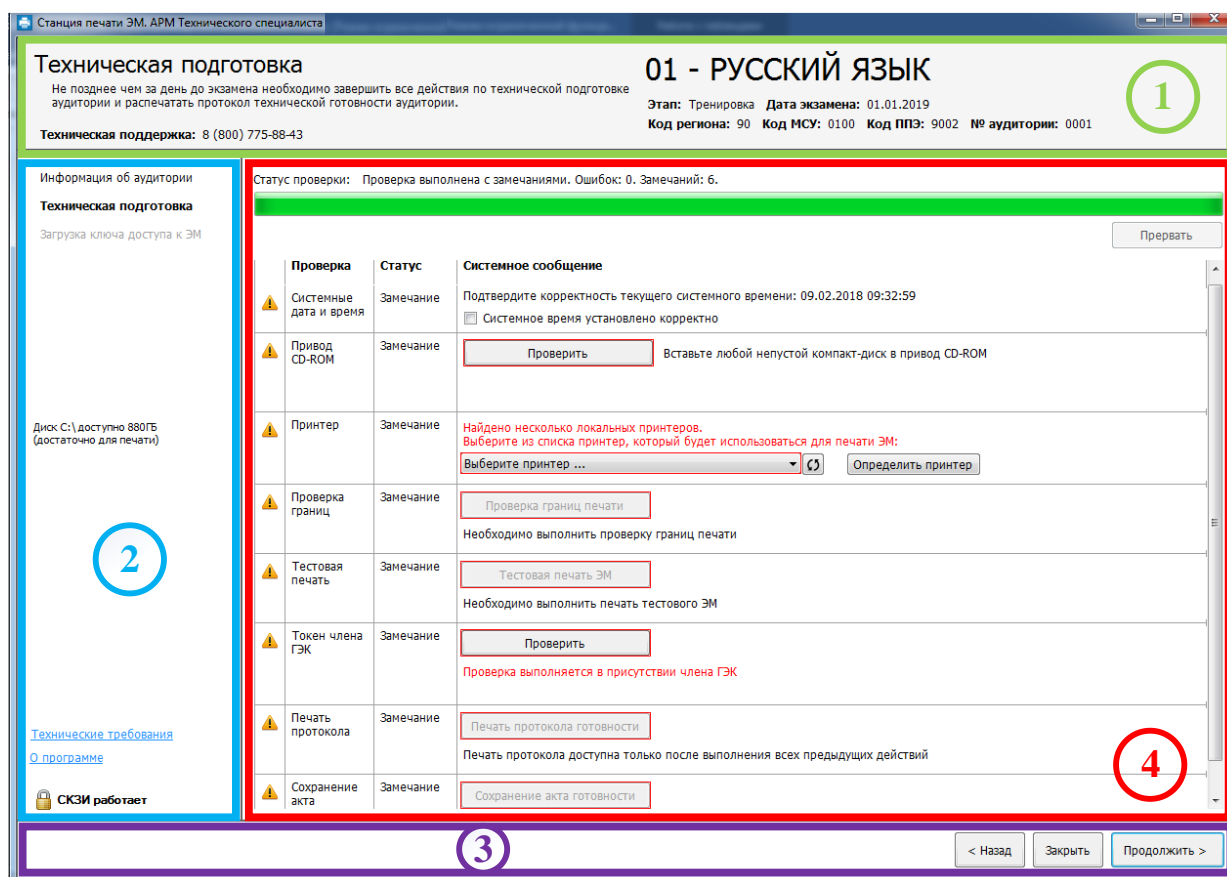 Станция печати ЭМ. АРМ Технического специалиста
Техническая подготовка
Не позднее чем за день до экзамена необходимо завершить все действия по технической подготовке
аудитории и распечатать протокол технической готовности аудитории.
Техническая поддержка: 8 (800) 775-88-43
01 - РУССКИЙ ЯЗЫК
Этап: Тренировка Дата экзамена: 01.01.2019
Код региона: 90 Код МСУ: 0100 Код ППЭ: 9002 № аудитории: 0001
1
Информация об аудитории
Техническая подготовка
Загрузка ключа доступа к ЭМ
Диск C:\ доступно 880ГБ
(достаточно для печати)
2
Технические требования
О программе
СКЗИ работает
Статус проверки: Проверка выполнена с замечаниями. Ошибок: 0. Замечаний: 6.
Прервать
Проверка Статус Системное сообщение
Системные
дата и время
Замечание
Подтвердите корректность текущего системного времени: 09.02.2018 09:32:59
Системное время установлено корректно
Привод
CD-ROM
Замечание
Проверить
Вставьте любой непустой компакт-диск в привод CD-ROM
Принтер
Замечание
Найдено несколько локальных принтеров.
Выберите из списка принтер, который будет использоваться для печати ЭМ:
Выберите принтер ...
Определить принтер
Проверка
границ
Замечание
Проверка границ печати
Необходимо выполнить проверку границ печати
Тестовая
печать
Замечание
Тестовая печать ЭМ
Необходимо выполнить печать тестового ЭМ
Токен члена
ГЭК
Замечание
Проверить
Проверка выполняется в присутствии члена ГЭК
Печать
протокола
Замечание
Печать протокола готовности
Печать протокола доступна только после выполнения всех предыдущих действий
Сохранение
акта
Замечание
Сохранение акта готовности
4
3
< Назад
Закрыть
Продолжить >